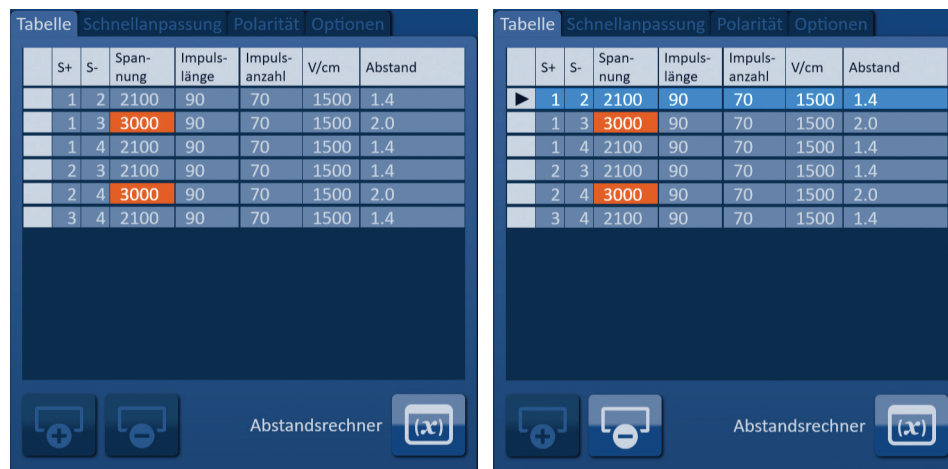 Tabelle Schnellanpassung Polarität Optionen
S+ S- Span-nung Impuls-länge Impuls-anzahl V/cm Abstand
1 2 2100 90 70 1500 1.4
1 3 3000 90 70 1500 2.0
1 4 2100 90 70 1500 1.4
2 3 2100 90 70 1500 1.4
2 4 3000 90 70 1500 2.0
3 4 2100 90 70 1500 1.4
Abstandsrechner (x)
Tabelle Schnellanpassung Polarität Optionen
S+ S- Span-nung Impuls-länge Impuls-anzahl V/cm Abstand
1 2 2100 90 70 1500 1.4
1 3 3000 90 70 1500 2.0
1 4 2100 90 70 1500 1.4
2 3 2100 90 70 1500 1.4
2 4 3000 90 70 1500 2.0
3 4 2100 90 70 1500 1.4
Abstandsrechner (x)